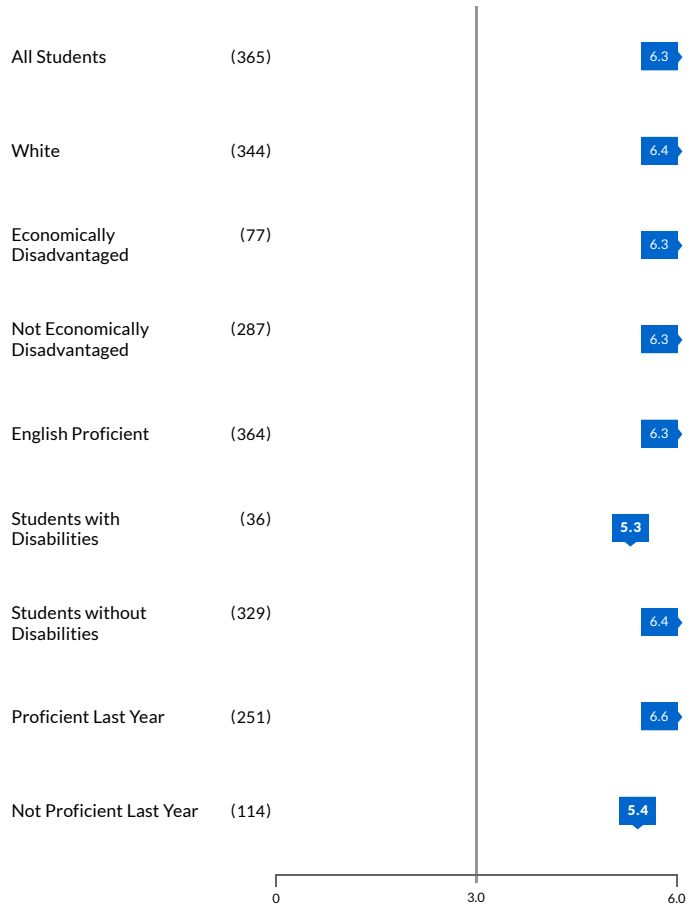 All Students (365) 6.3
White (344) 6.4
Economically (77)
Disadvantaged 6.3
Not Economically (287)
Disadvantaged 6.3
English Proficient (364) 6.3
Students with (36)
Disabilities 5.3
Students without (329)
Disabilities 6.4
Proficient Last Year (251) 6.6
Not Proficient Last Year (114) 5.4
0 3.0 6.0